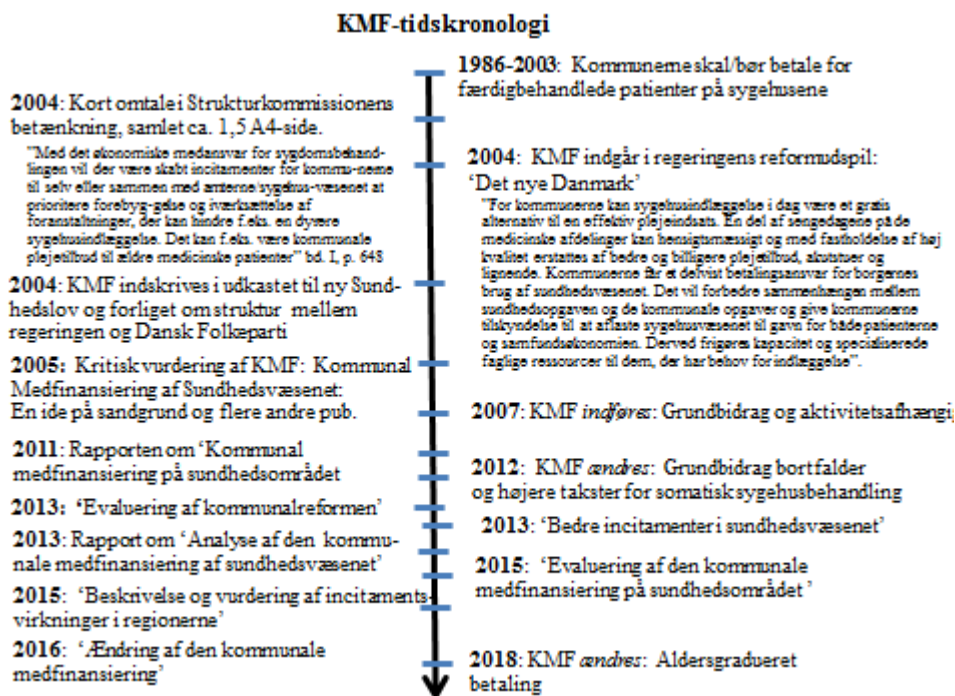 KMF-tidskronologi
1986-2003: Kommunerne skal/bør betale for
færdigbehandlede patienter på sygehusene
2004: Kort omtale i Strukturkommissionens
betænkning, samlet ca. 1,5 A4-side.
"Med det økonomiske medansvar for sygdomsbehand-
lingen vil der være skabt incitamenter for kommu-nerne
til selv eller sammen med amterne/sygehus-væsenet at
prioritere forebyg-gelse og iværksættelse af
foranstaltninger, der kan hindre f.eks. en dyrere
sygehusindlæggelse. Det kan f.eks. være kommunale
plejetilbud til ældre medicinske patienter" bd. I, p. 648
2004: KMF indgår i regeringens reformudspil:
'Det nye Danmark'
"For kommunerne kan sygehusindlæggelse i dag være et gratis
alternativ til en effektiv plejeindsats. En del af sengedagene på de
medicinske afdelinger kan hensigtsmæssigt og med fastholdelse af høj
kvalitet erstattes af bedre og billigere plejetilbud, akutstuer og
lignende. Kommunerne får et delvist betalingsansvar for borgernes
brug af sundhedsvæsenet. Det vil forbedre sammenhængen mellem
sundhedsopgaven og de kommunale opgaver og give kommunerne
tilskyndelse til at aflaste sygehusvæsenet til gavn for både patienterne
og samfundsøkonomien. Derved frigøres kapacitet og specialiserede
faglige ressourcer til dem, der har behov for indlæggelse".
2004: KMF indskrives i udkastet til ny Sund-
hedslov og forliget om struktur mellem
regeringen og Dansk Folkeparti
2005: Kritisk vurdering af KMF: Kommunal
Medfinansiering af Sundhedsvæsenet:
En ide på sandgrund og flere andre pub.
2007: KMF indføres: Grundbidrag og aktivitetsafhængig
2011: Rapporten om 'Kommunal
medfinansiering på sundhedsområdet
2012: KMF ændres: Grundbidrag bortfalder
og højere takster for somatisk sygehusbehandling
2013: 'Evaluering af kommunalreformen'
2013: 'Bedre incitamenter i sundhedsvæsenet'
2013: Rapport om 'Analyse af den kommu-
nale medfinansiering af sundhedsvæsenet'
2015: 'Evaluering af den kommunale
medfinansiering på sundhedsområdet '
2015: 'Beskrivelse og vurdering af incitaments-
virkninger i regionerne'
2016: 'Ændring af den kommunale
medfinansiering'
2018: KMF ændres: Aldersgradueret
betaling